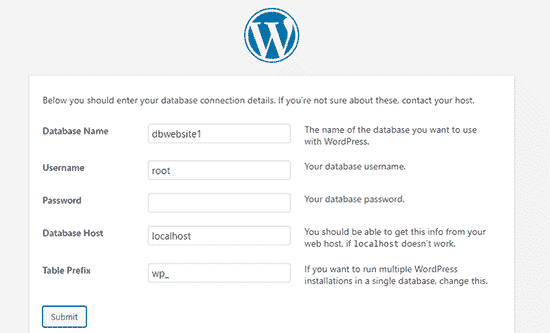 Below you should enter your database connection details. If you're not sure about these, contact your host.
Database Name
dbwebsite1
The name of the database you want to use
with WordPress.
Username
root
Your database username.
Password
Your database password.
Database Host
localhost
You should be able to get this info from your
web host, if localhost doesn't work.
Table Prefix
wp_
If you want to run multiple WordPress
installations in a single database, change this.
Submit